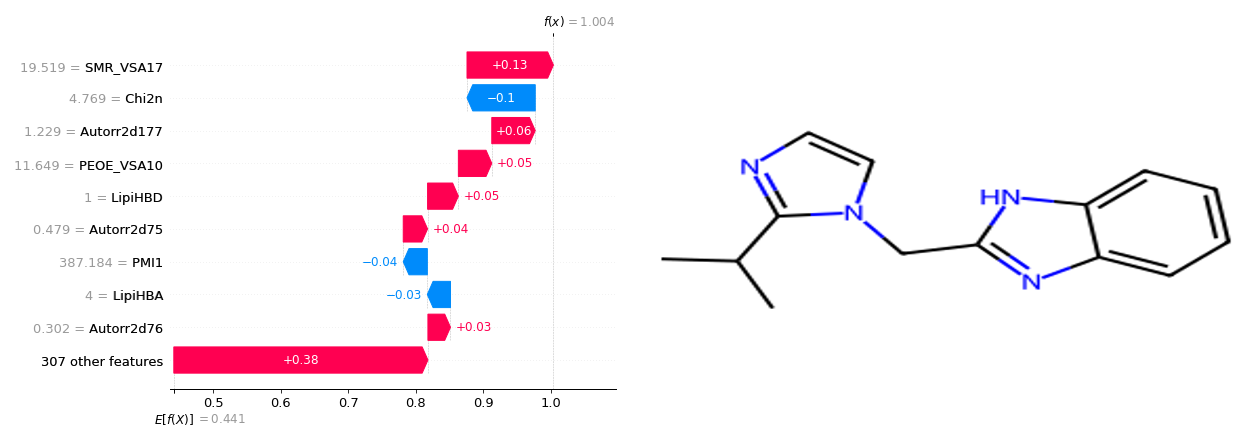 f(x) = 1.004
19.519 = SMR_VSA17
+0.13
4.769 = Chi2n
−0.1
1.229 = Autorr2d177
+0.06
11.649 = PEOE_VSA10
+0.05
1 = LipiHBD
+0.05
0.479 = Autorr2d75
+0.04
387.184 = PMI1
−0.04
4 = LipiHBA
−0.03
0.302 = Autorr2d76
+0.03
307 other features
+0.38
0.5 0.6 0.7 0.8 0.9 1.0
E[f(X)] = 0.441
N
N
HN
N